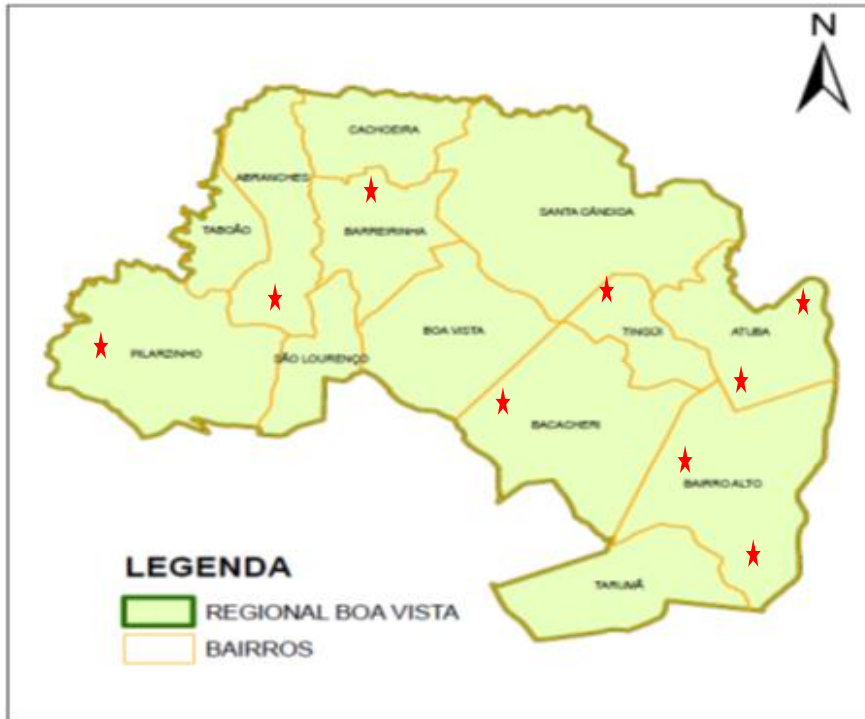 N
CACHOEIRA
ABRANCHES
SANTA CÂNDIDA
TABOÃO
BARREIRINHA
BOA VISTA
TINGÜI
ATUBA
PILARZINHO
SÃO LOURENÇO
BACACHERI
BAIRRO ALTO
LEGENDA
TARUMÃ
REGIONAL BOA VISTA
BAIRROS